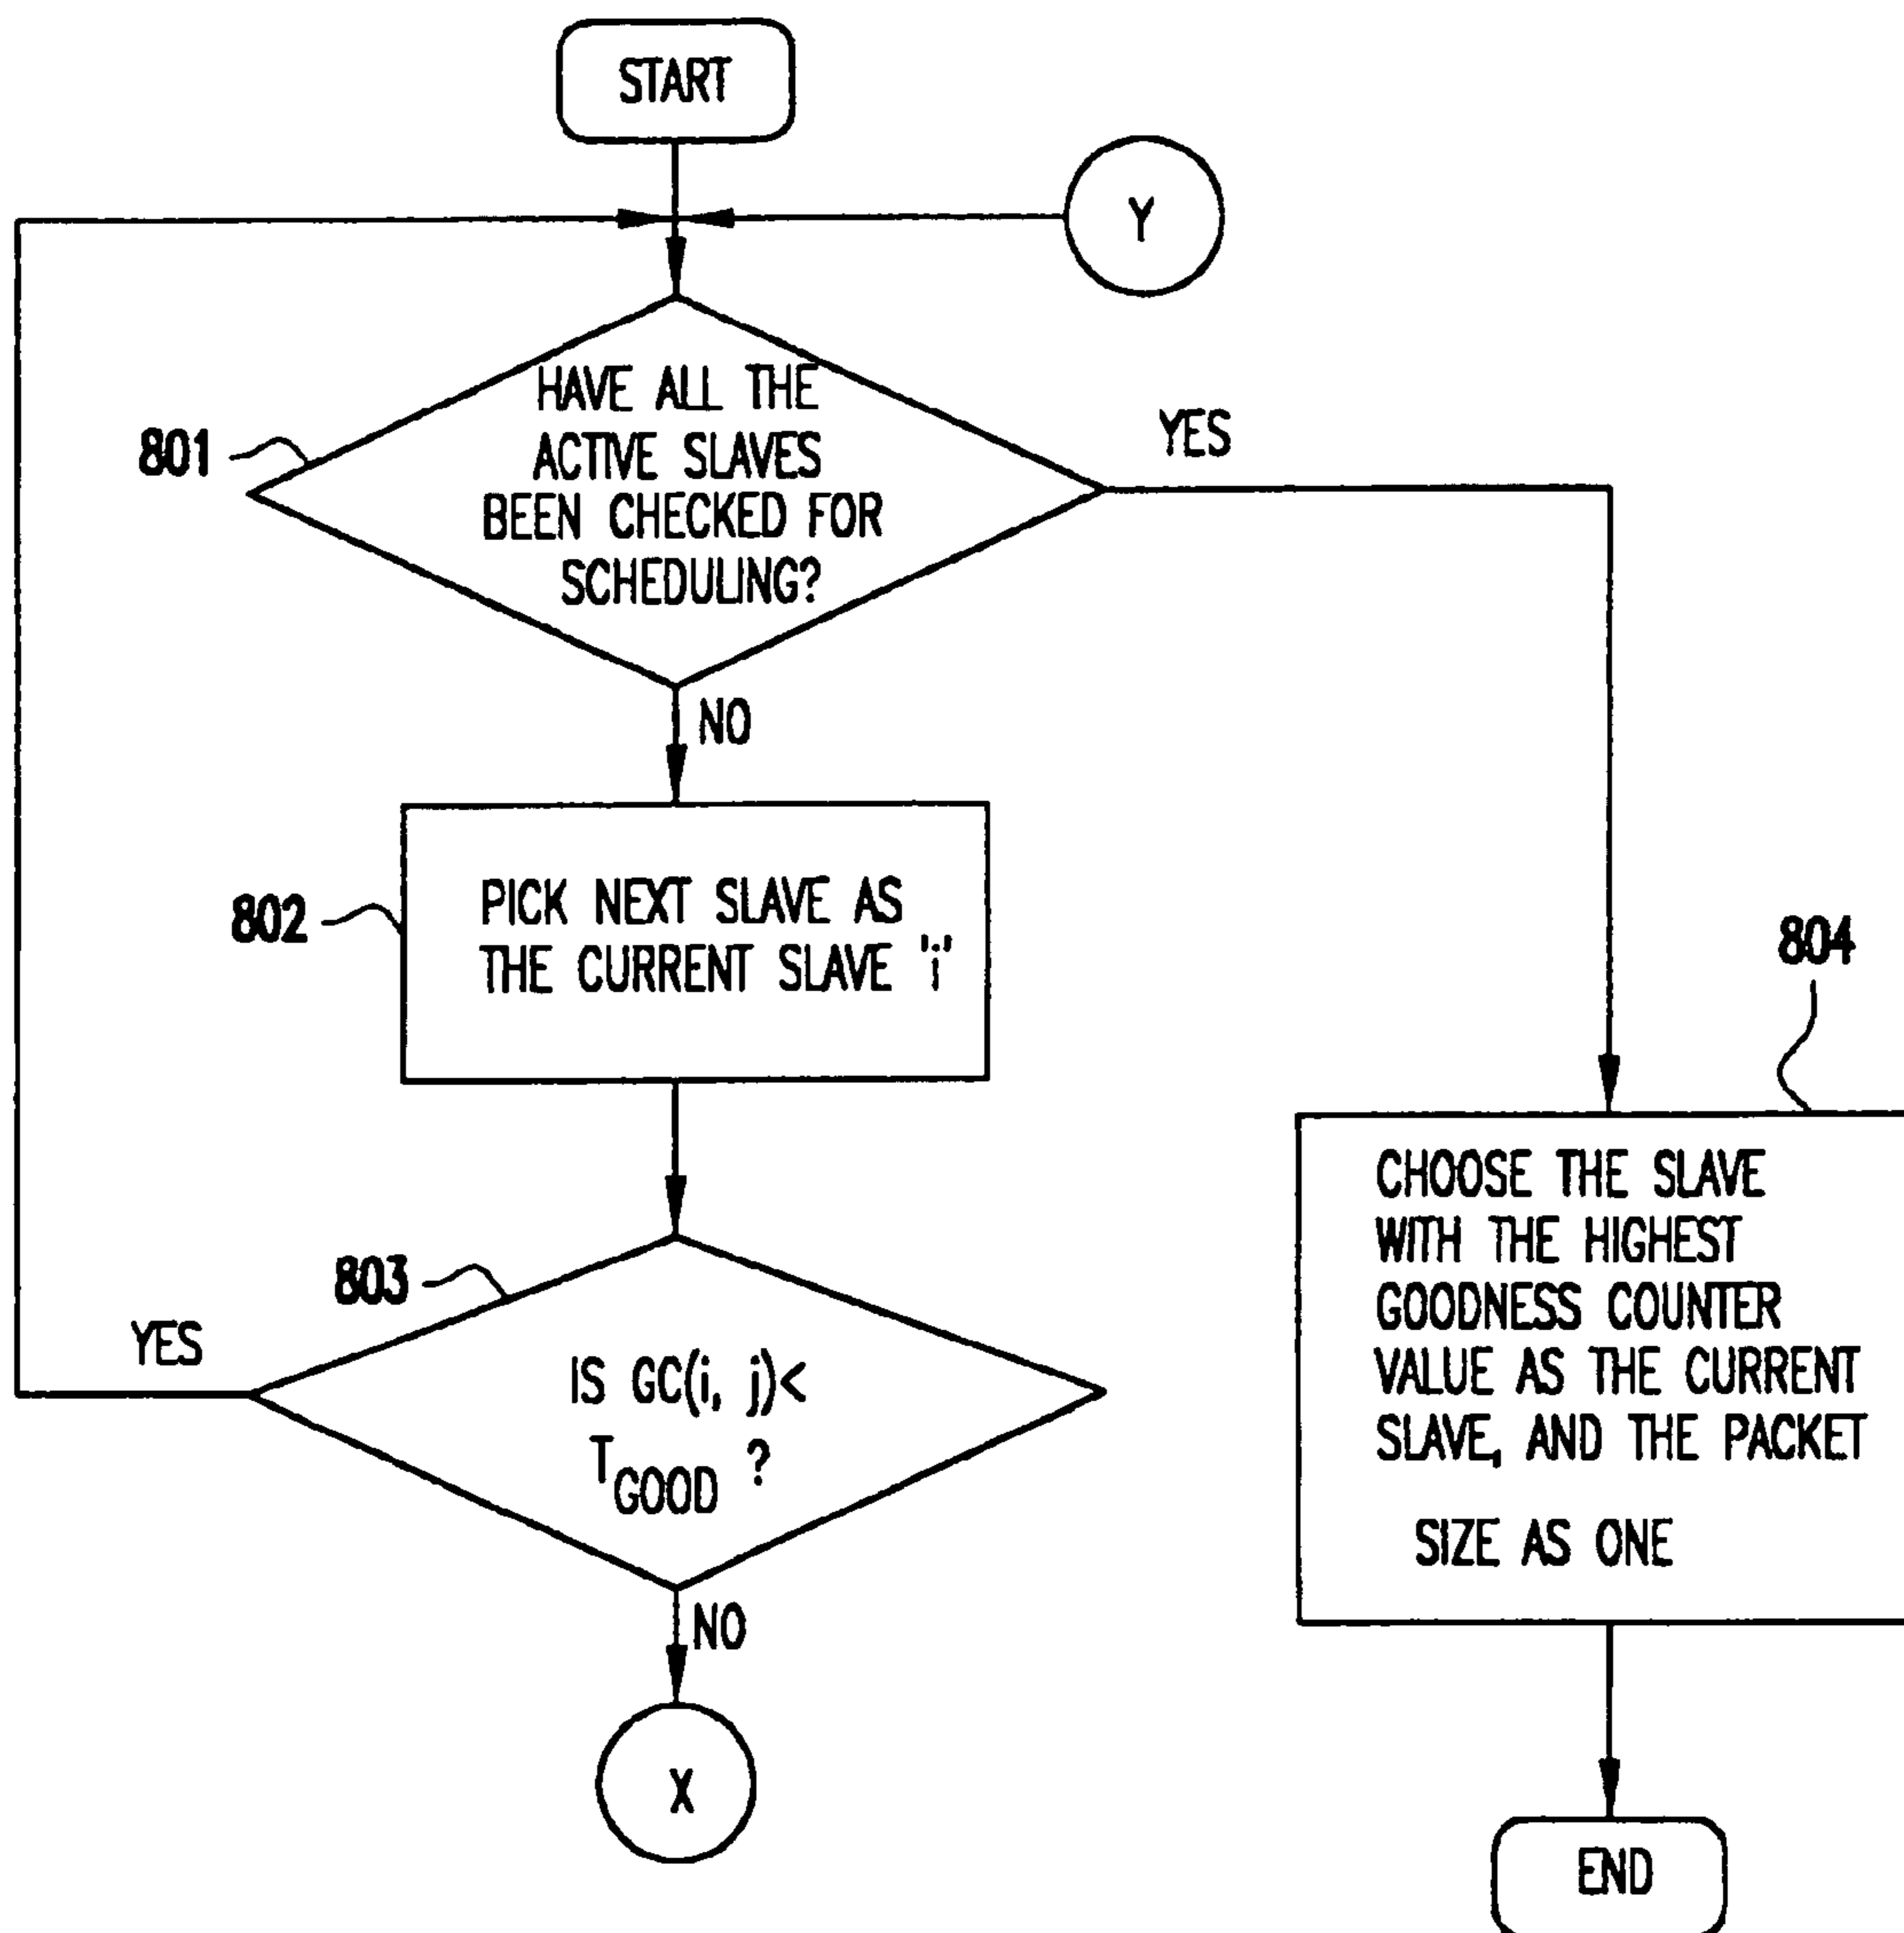 START
Y
HAVE ALL THE
ACTIVE SLAVES
BEEN CHECKED FOR
SCHEDULING?
801
YES
NO
802
PICK NEXT SLAVE AS
THE CURRENT SLAVE 'i'
803
YES
IS GC(i, j)<
TGOOD ?
NO
X
804
CHOOSE THE SLAVE
WITH THE HIGHEST
GOODNESS COUNTER
VALUE AS THE CURRENT
SLAVE, AND THE PACKET
SIZE AS ONE
END